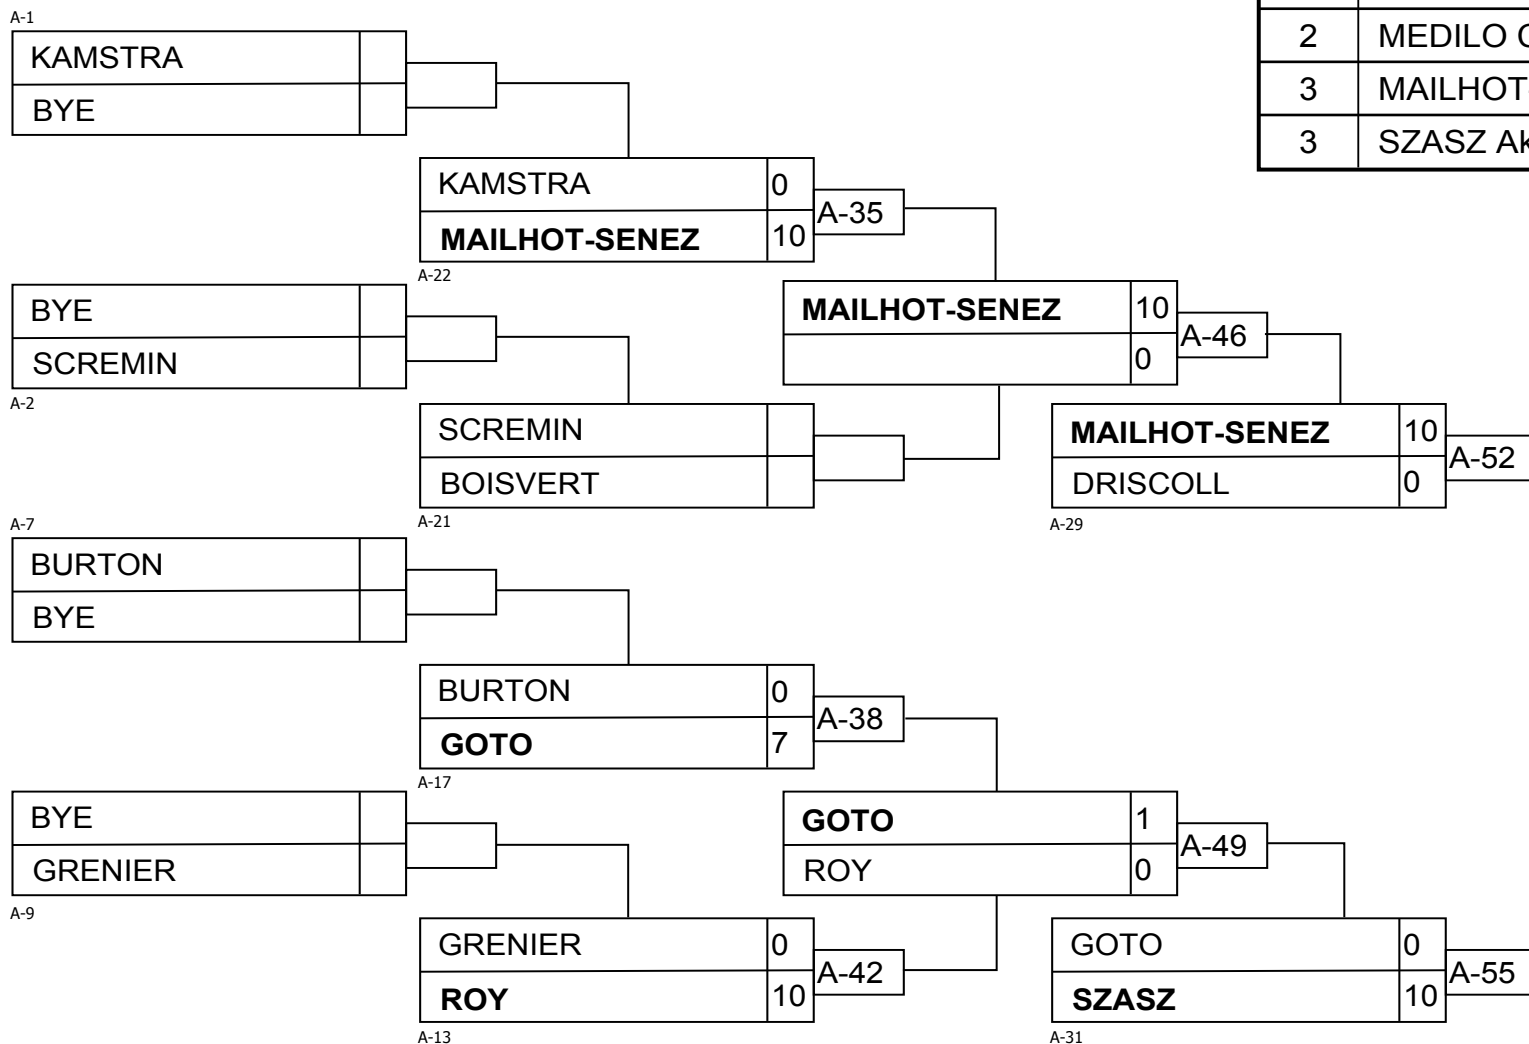 A-1
KAMSTRA
BYE
2 MEDILO
3 MAILHOT-
3 SZASZ
KAMSTRA 0
MAILHOT-SENEZ 10
A-35
A-22
BYE
SCREMIN
A-2
MAILHOT-SENEZ 10
0
A-46
SCREMIN
BOISVERT
A-21
MAILHOT-SENEZ 10
DRISCOLL 0
A-52
A-29
A-7
BURTON
BYE
BURTON 0
GOTO 7
A-38
A-17
BYE
GRENIER
A-9
GOTO 1
ROY 0
A-49
GRENIER 0
ROY 10
A-42
A-13
GOTO 0
SZASZ 10
A-55
A-31